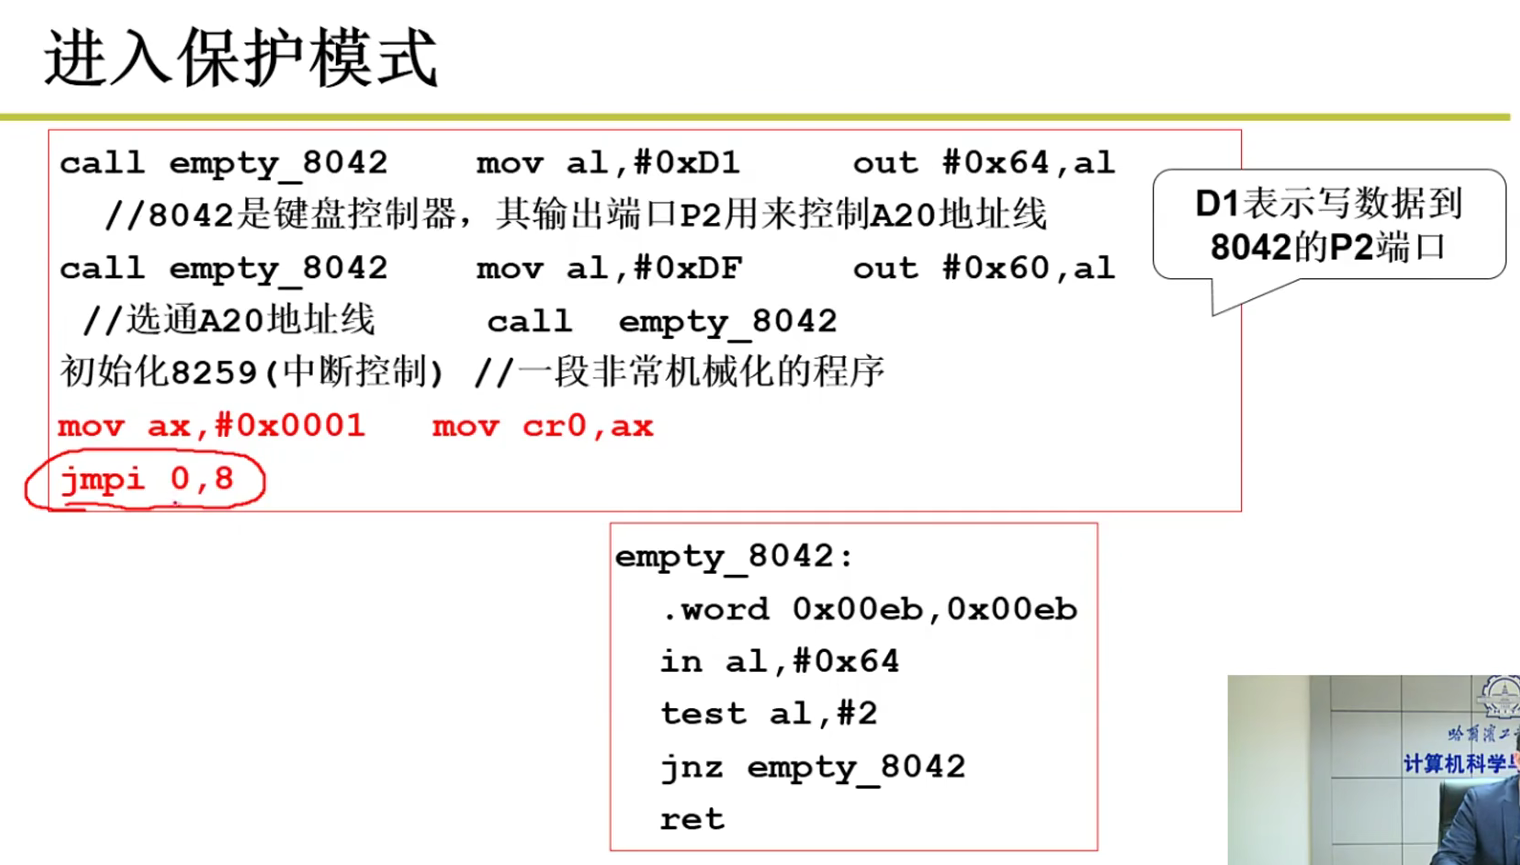 进入保护模式
call empty_8042 mov al,#0xD1 out #0x64,al
//8042是键盘控制器，其输出端口P2用来控制A20地址线
call empty_8042 mov al,#0xDF out #0x60,al
//选通A20地址线 call empty_8042
初始化8259(中断控制) //一段非常机械化的程序
mov ax,#0x0001 mov cr0,ax
jmpi 0,8
D1表示写数据到
8042的P2端口
empty_8042:
.word 0x00eb,0x00eb
in al,#0x64
test al,#2
jnz empty_8042
ret
哈尔滨工
计算机科学与